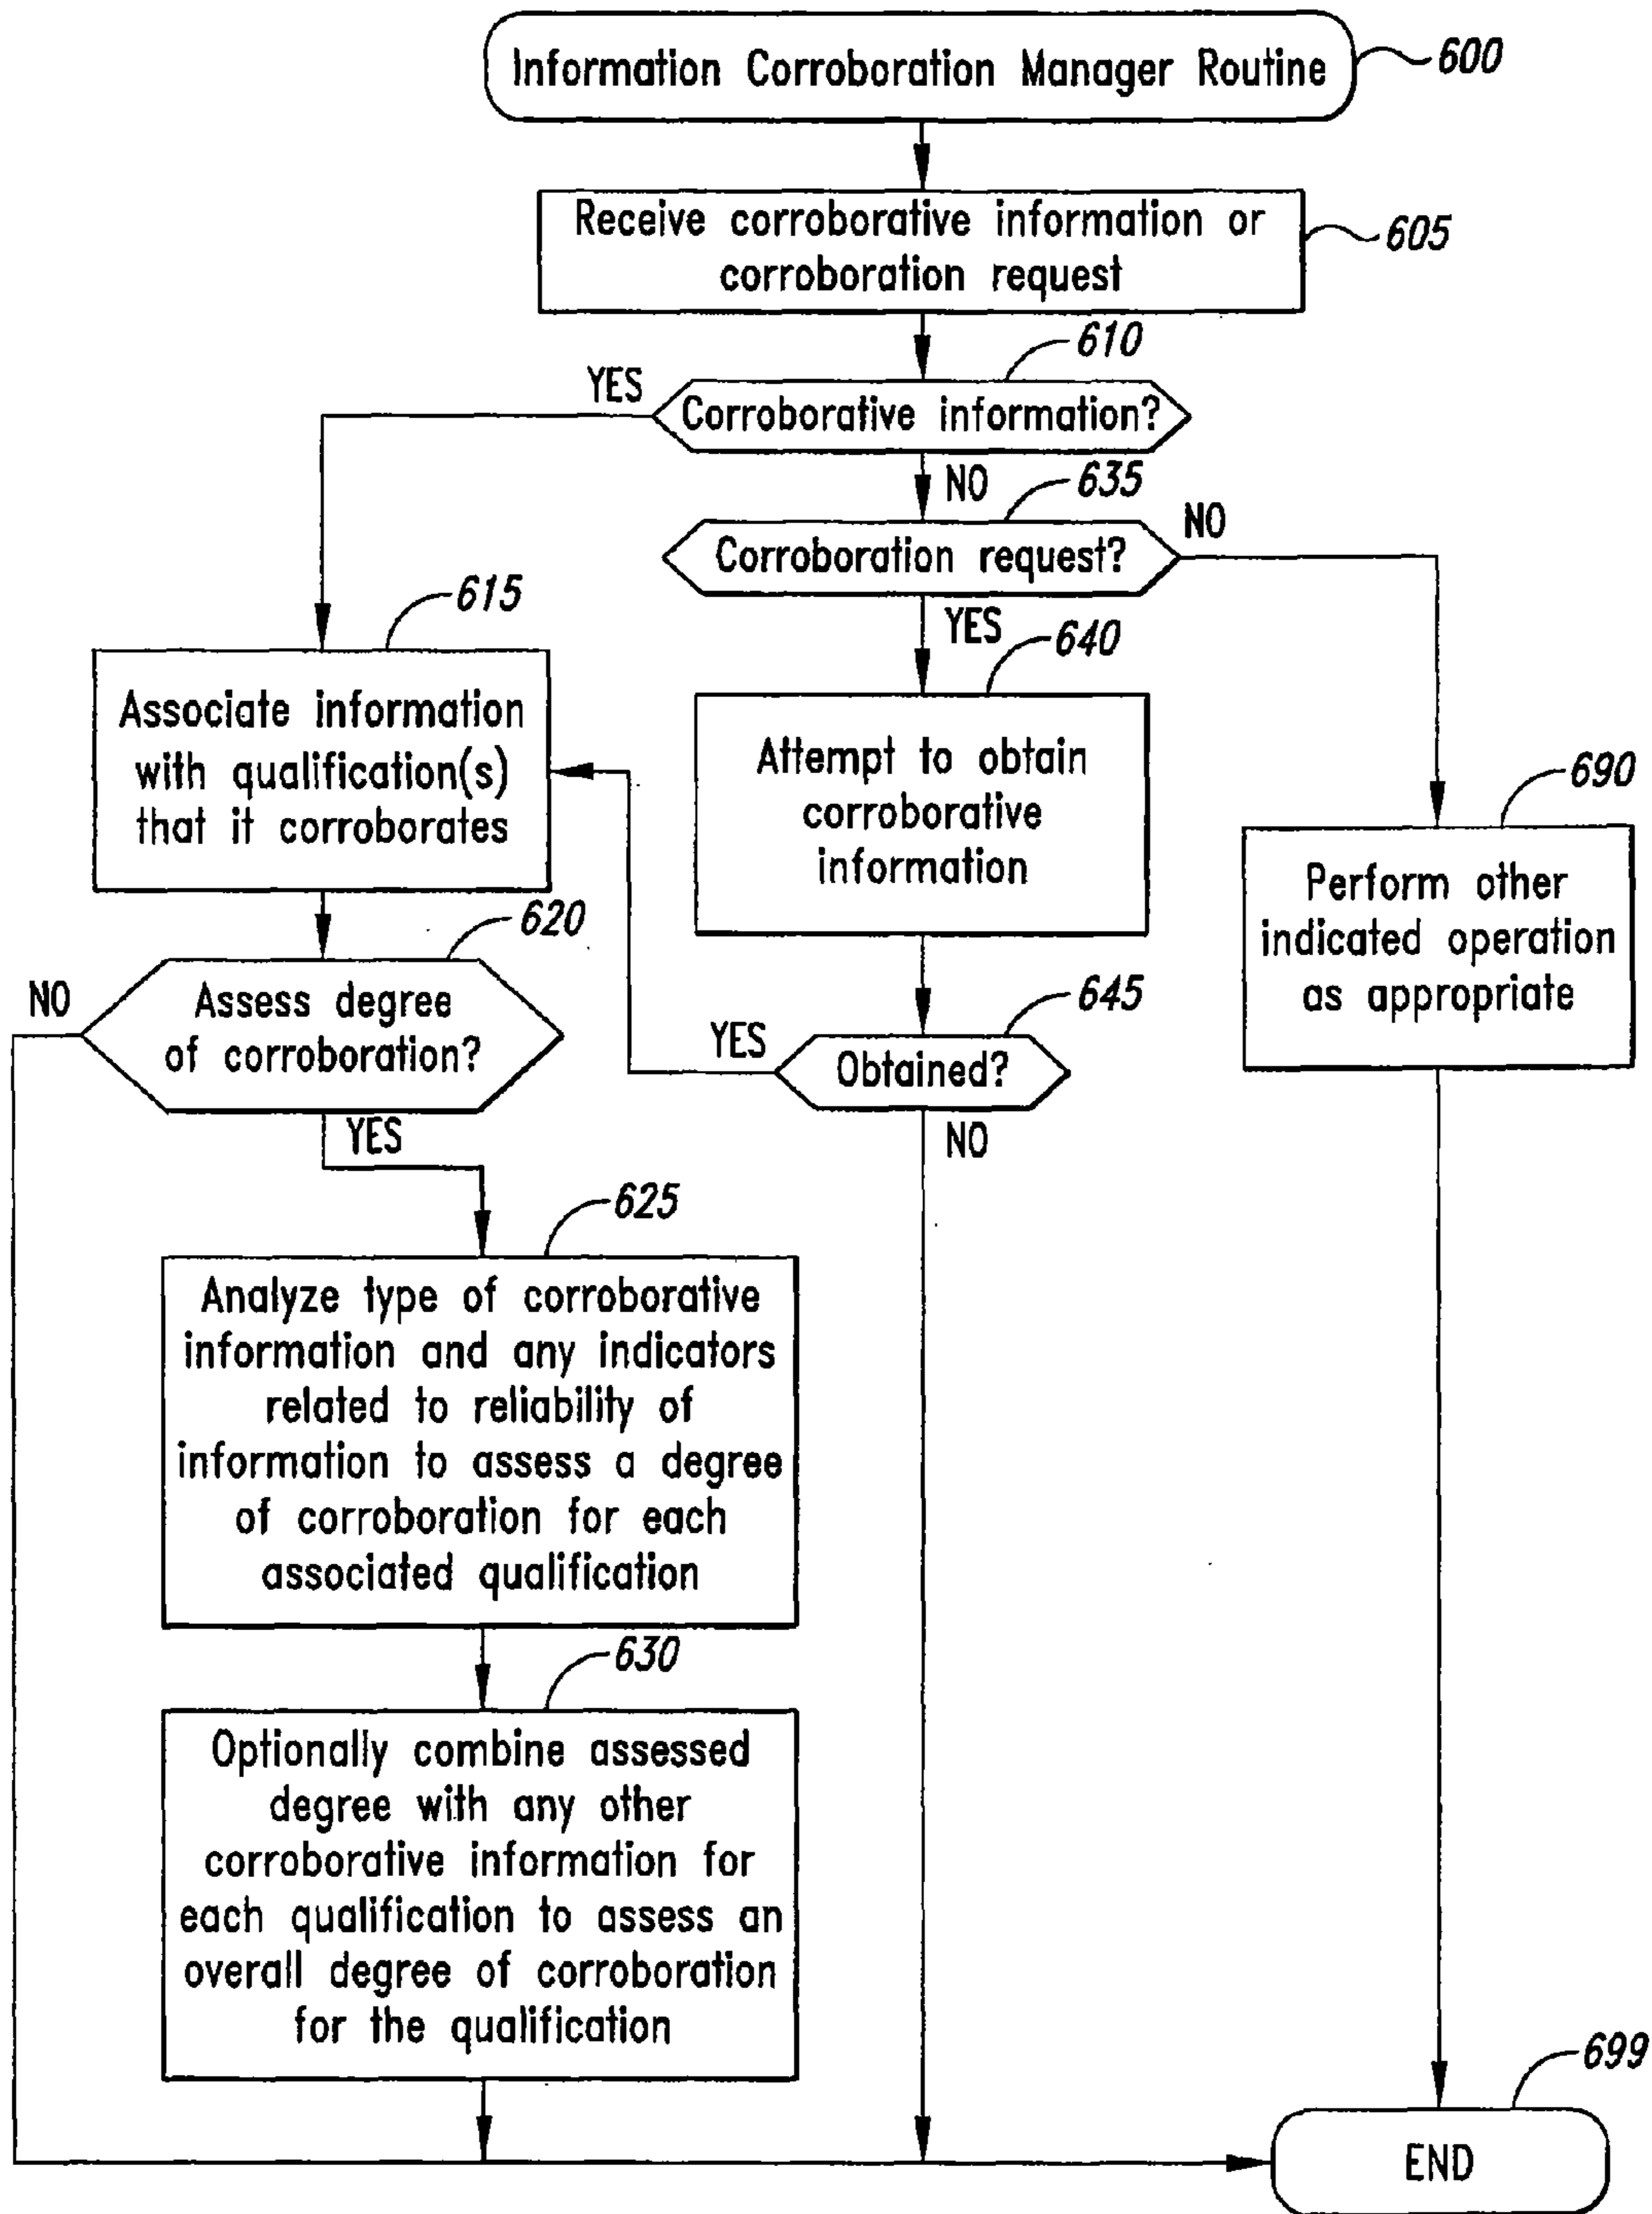 Information Corroboration Manager Routine
600
Receive corroborative information or
corroboration request
605
610
YES
Corroborative information?
NO
635
NO
Corroboration request?
615
YES
640
Associate information
with qualification(s)
that it corroborates
Attempt to obtain
corroborative
information
690
Perform other
indicated operation
as appropriate
620
NO
Assess degree
of corroboration?
645
YES
Obtained?
YES
NO
625
Analyze type of corroborative
information and any indicators
related to reliability of
information to assess a degree
of corroboration for each
associated qualification
630
Optionally combine assessed
degree with any other
corroborative information for
each qualification to assess an
overall degree of corroboration
for the qualification
699
END